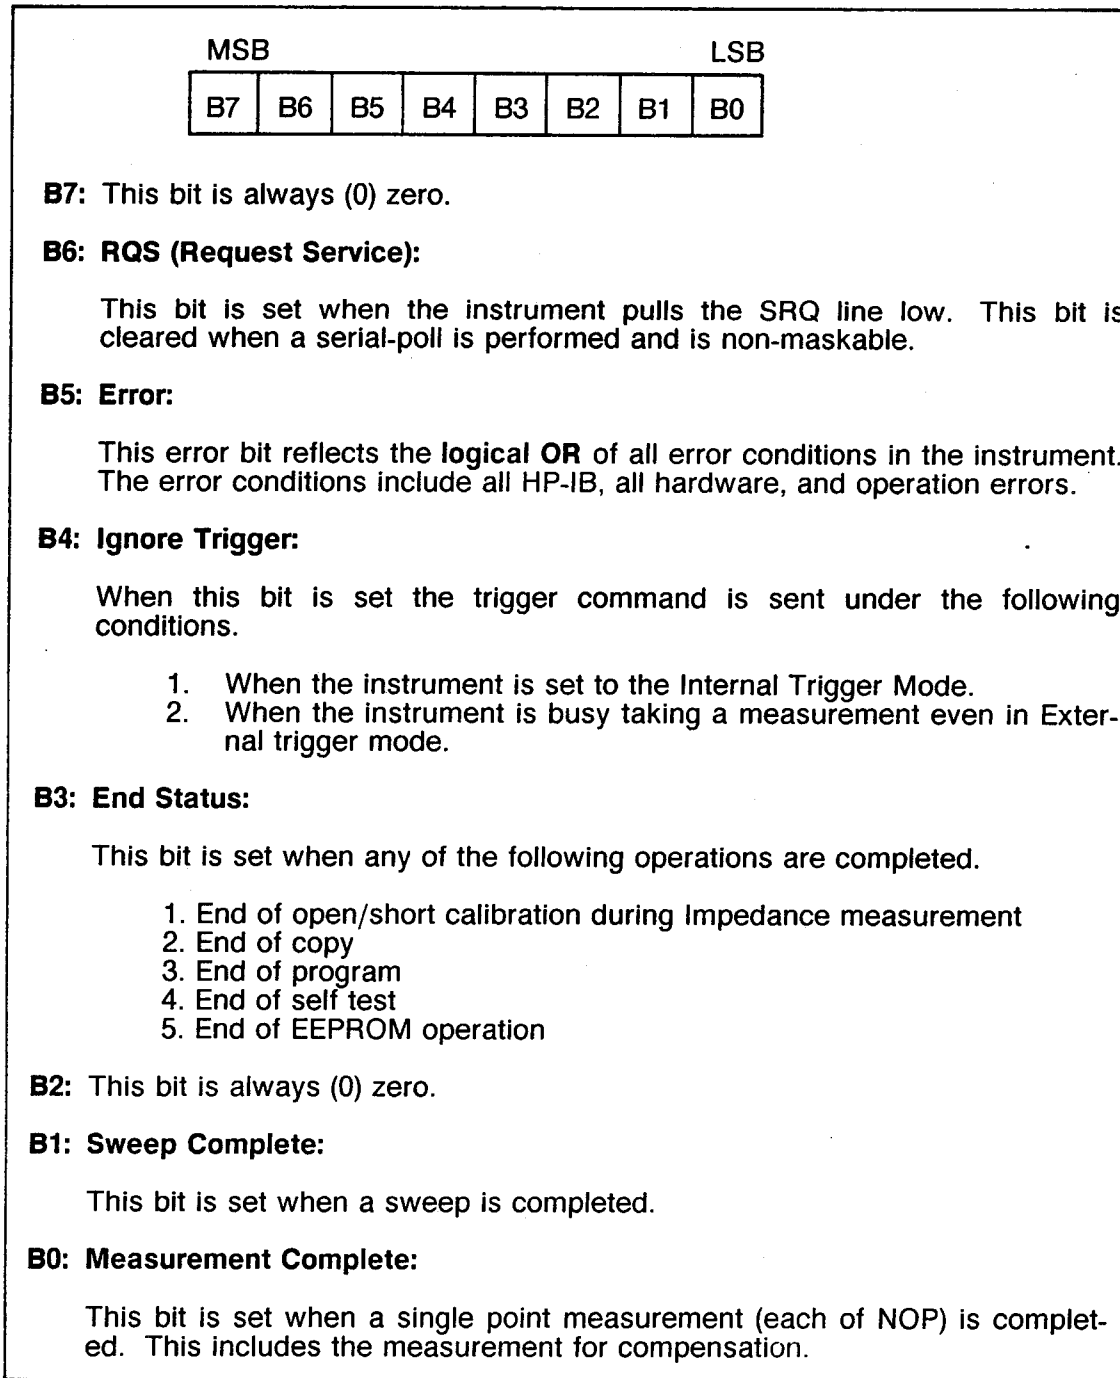 MSB LSB
B7 B6 B5 B4 B3 B2 B1 B0
B7: This bit is always (0) zero.
B6: RQS (Request Service):
This bit is set when the instrument pulls the SRQ line low. This bit is
cleared when a serial-poll is performed and is non-maskable.
B5: Error:
This error bit reflects the logical OR of all error conditions in the instrument.
The error conditions include all HP-IB, all hardware, and operation errors.
B4: Ignore Trigger:
When this bit is set the trigger command is sent under the following
conditions.
1. When the instrument is set to the Internal Trigger Mode.
2. When the instrument is busy taking a measurement even in Exter-
nal trigger mode.
B3: End Status:
This bit is set when any of the following operations are completed.
1. End of open/short calibration during Impedance measurement
2. End of copy
3. End of program
4. End of self test
5. End of EEPROM operation
B2: This bit is always (0) zero.
B1: Sweep Complete:
This bit is set when a sweep is completed.
B0: Measurement Complete:
This bit is set when a single point measurement (each of NOP) is complet-
ed. This includes the measurement for compensation.